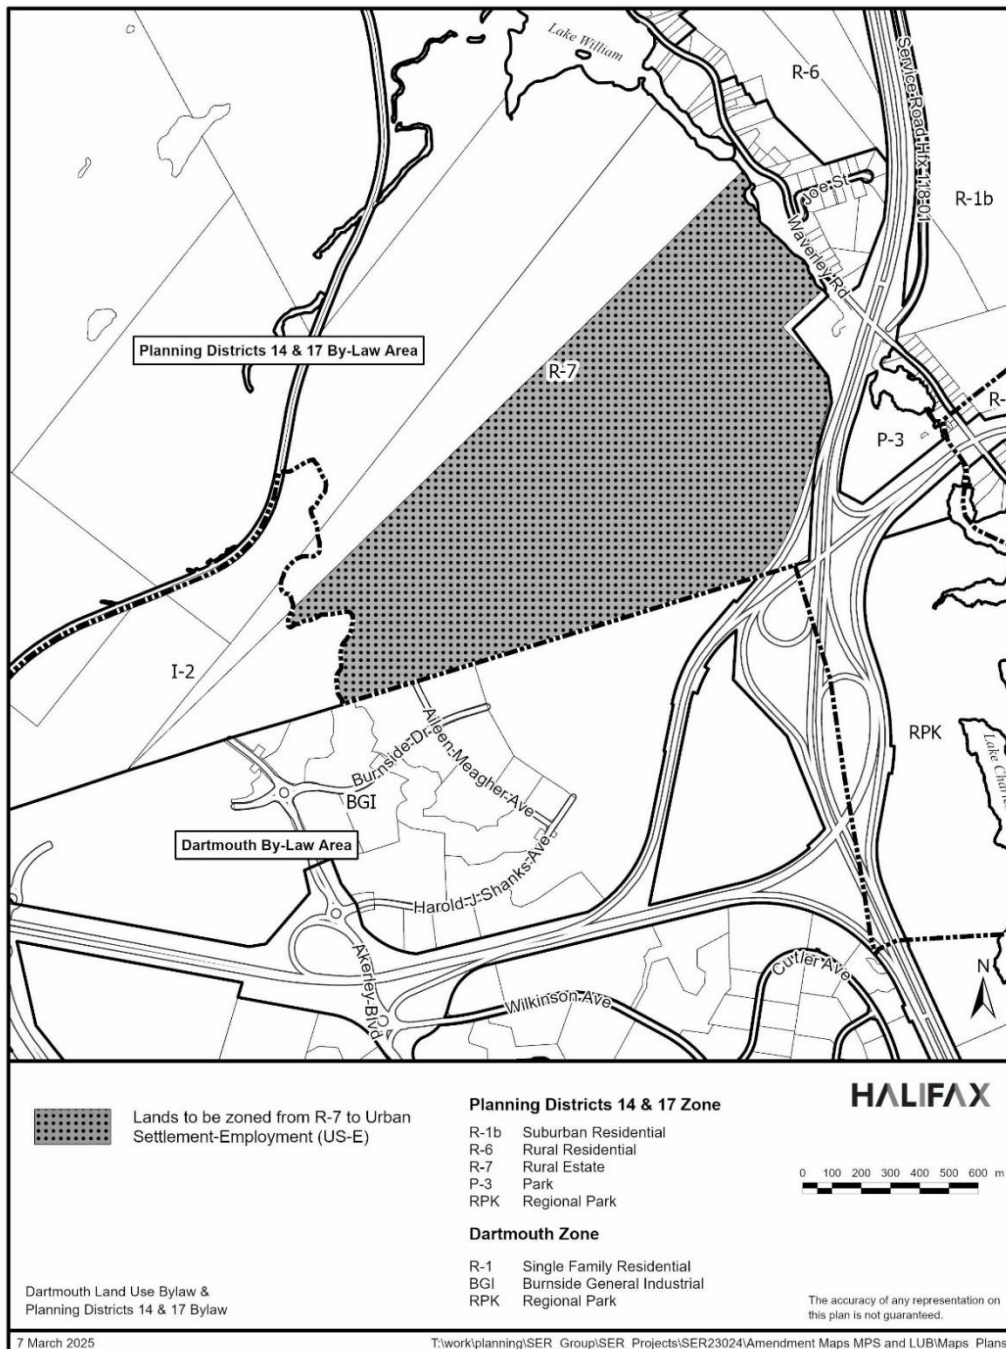 Lake William
R-6
Service Road Hfx 118 01
R-1b
Joe St
Waverley Rd
Planning Districts 14 & 17 By-Law Area
R-7
R-
P-3
I-2
RPK
Aileen-Meagher-Ave
Burnside-Dr
BGI
Lake Charles
Dartmouth By-Law Area
Harold-J-Shanks-Ave
Akerley-Blvd
Cutler Ave
N
Wilkinson Ave
HALIFAX
Lands to be zoned from R-7 to Urban
Settlement-Employment (US-E)
Planning Districts 14 & 17 Zone
R-1b Suburban Residential
R-6 Rural Residential
R-7 Rural Estate
P-3 Park
RPK Regional Park
0 100 200 300 400 500 600 m
Dartmouth Zone
R-1 Single Family Residential
BGI Burnside General Industrial
RPK Regional Park
Dartmouth Land Use Bylaw &
Planning Districts 14 & 17 Bylaw
The accuracy of any representation on
this plan is not guaranteed.
7 March 2025
T:\work\planning\SER_Group\SER_Projects\SER23024\Amendment Maps MPS and LUB\Maps_Plans